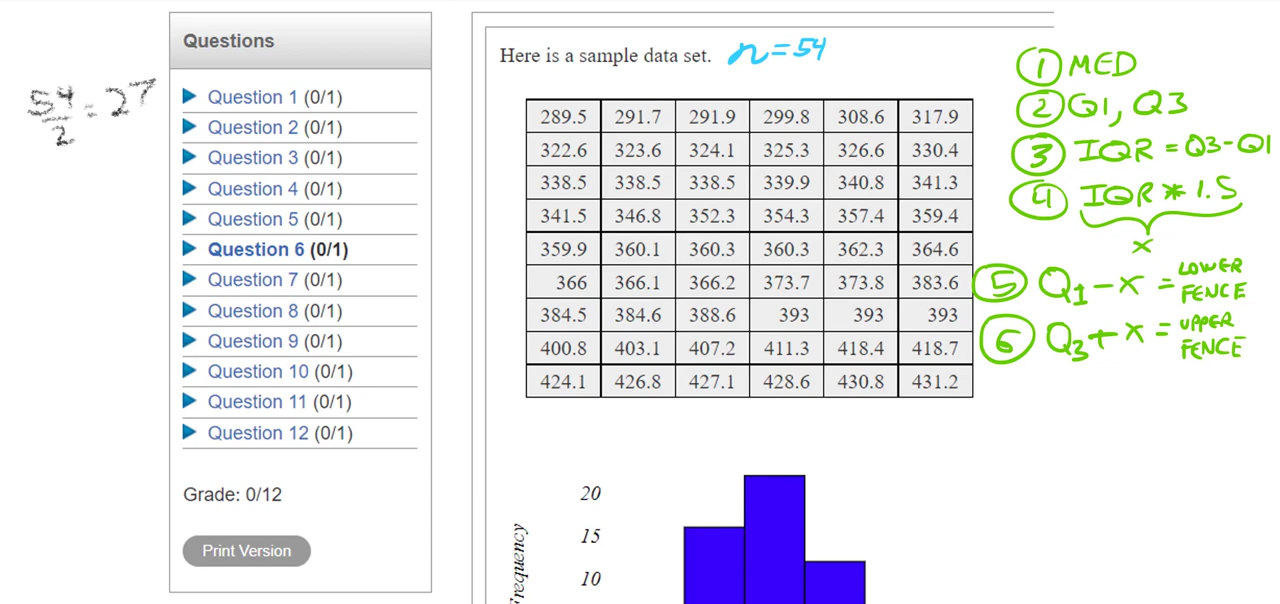 54/2 = 27
Questions
Question 1 (0/1)
Question 2 (0/1)
Question 3 (0/1)
Question 4 (0/1)
Question 5 (0/1)
Question 6 (0/1)
Question 7 (0/1)
Question 8 (0/1)
Question 9 (0/1)
Question 10 (0/1)
Question 11 (0/1)
Question 12 (0/1)
Grade: 0/12
Print Version
Here is a sample data set. n=54
289.5 291.7 291.9 299.8 308.6 317.9
322.6 323.6 324.1 325.3 326.6 330.4
338.5 338.5 338.5 339.9 340.8 341.3
341.5 346.8 352.3 354.3 357.4 359.4
359.9 360.1 360.3 360.3 362.3 364.6
366 366.1 366.2 373.7 373.8 383.6
384.5 384.6 388.6 393 393 393
400.8 403.1 407.2 411.3 418.4 418.7
424.1 426.8 427.1 428.6 430.8 431.2
20
15
10
Frequency
1 MED
2 Q1, Q3
3 IQR = Q3-Q1
4 IQR * 1.5
x
5 Q1 - x = LOWER FENCE
6 Q3 + x = UPPER FENCE